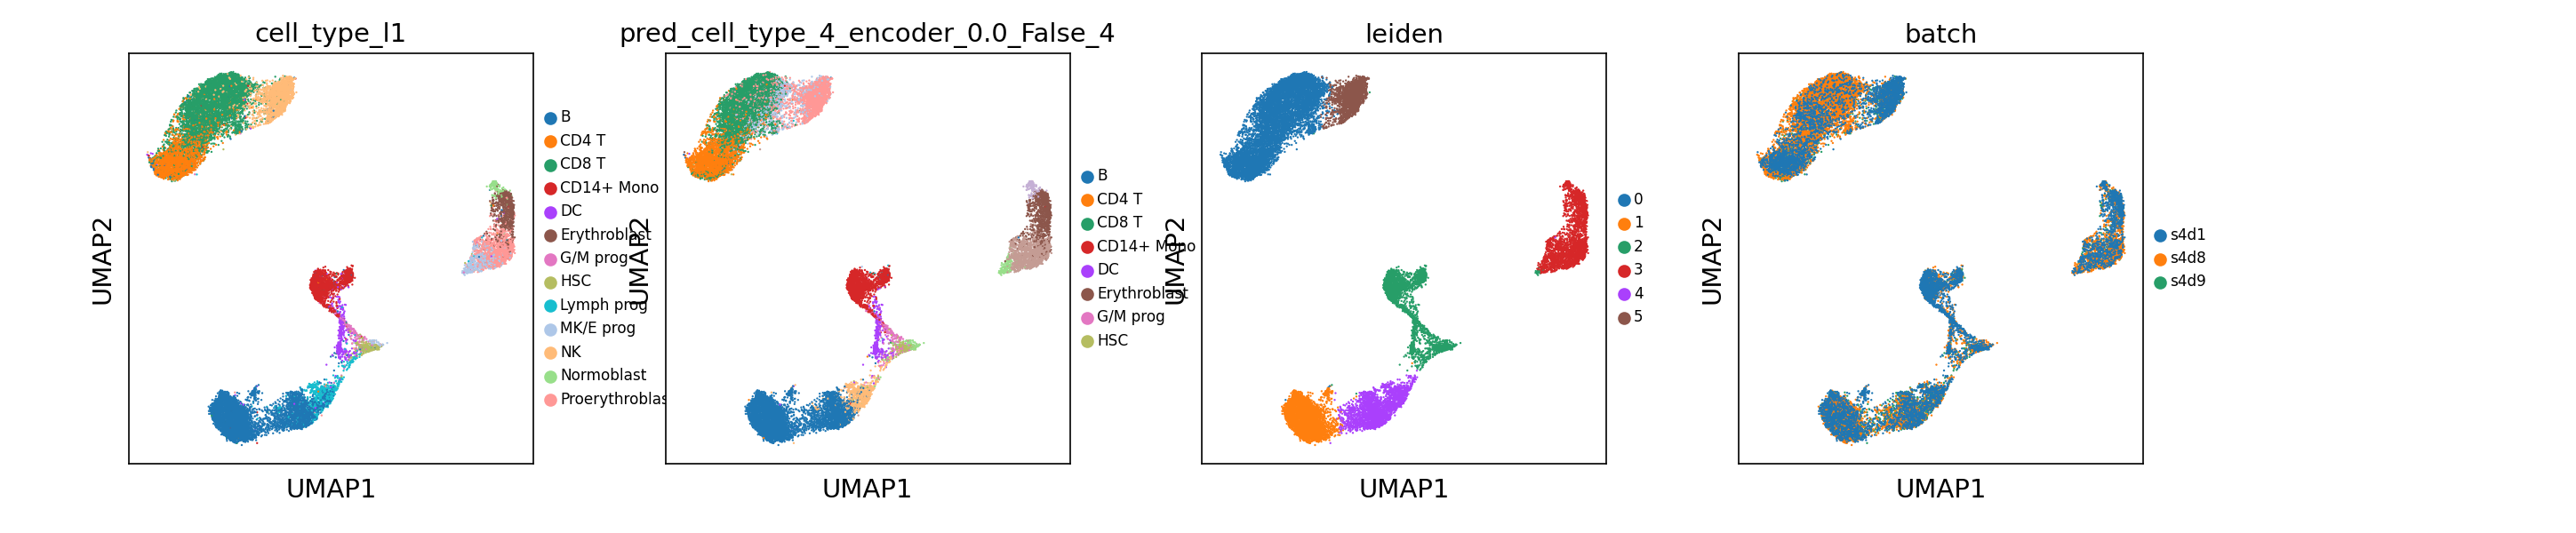 cell_type_l1
B
CD4 T
CD8 T
CD14+ Mono
DC
Erythroblast
G/M prog
HSC
Lymph prog
MK/E prog
NK
Normoblast
Proerythroblas
UMAP2
UMAP1
pred_cell_type_4_encoder_0.0_False_4
B
CD4 T
CD8 T
CD14+ Mono
DC
Erythroblast
G/M prog
HSC
UMAP2
UMAP1
leiden
0
1
2
3
4
5
UMAP2
UMAP1
batch
s4d1
s4d8
s4d9
UMAP2
UMAP1